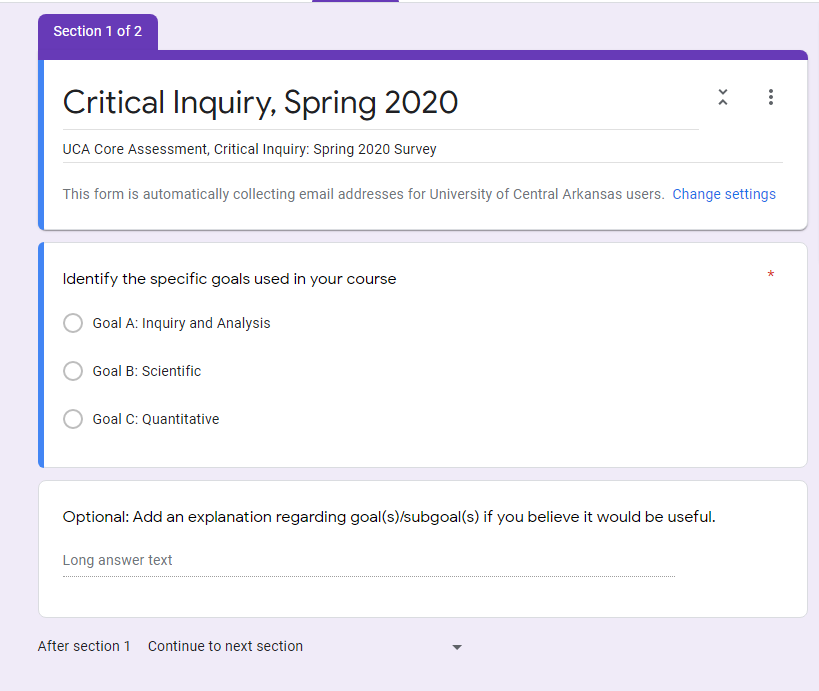 Section 1 of 2
Critical Inquiry, Spring 2020
UCA Core Assessment, Critical Inquiry: Spring 2020 Survey
This form is automatically collecting email addresses for University of Central Arkansas users. Change settings
Identify the specific goals used in your course *
Goal A: Inquiry and Analysis
Goal B: Scientific
Goal C: Quantitative
Optional: Add an explanation regarding goal(s)/subgoal(s) if you believe it would be useful.
Long answer text
After section 1 Continue to next section